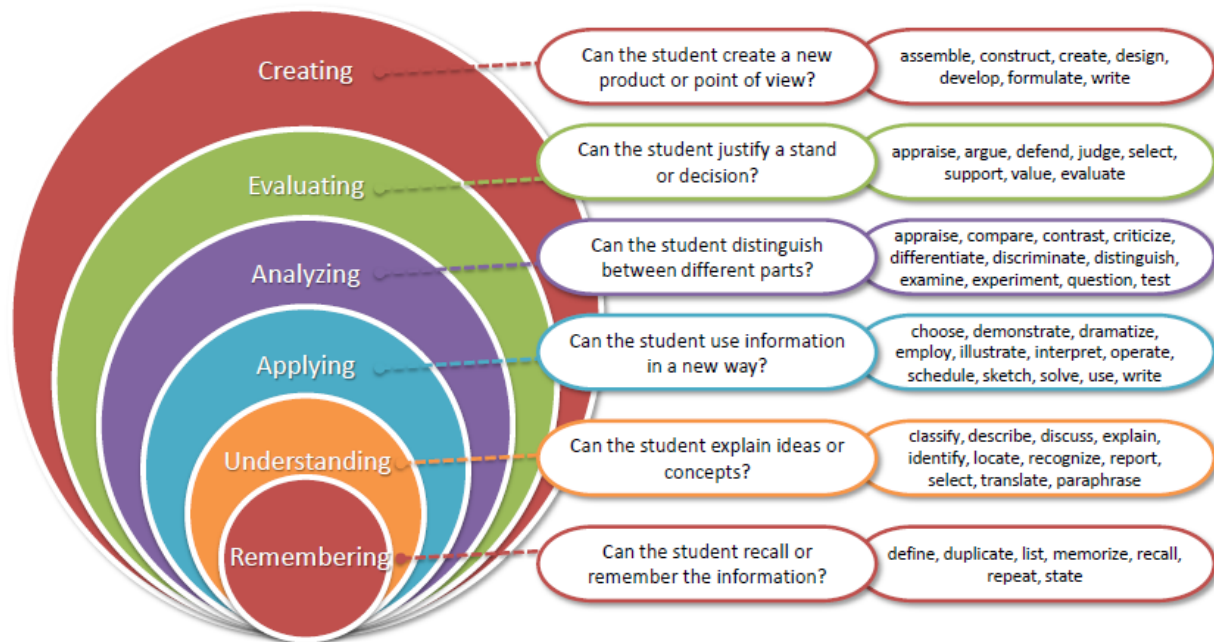 Creating
Can the student create a new
product or point of view?
assemble, construct, create, design,
develop, formulate, write
Evaluating
Can the student justify a stand
or decision?
appraise, argue, defend, judge, select,
support, value, evaluate
Analyzing
Can the student distinguish
between different parts?
appraise, compare, contrast, criticize,
differentiate, discriminate, distinguish,
examine, experiment, question, test
Applying
Can the student use information
in a new way?
choose, demonstrate, dramatize,
employ, illustrate, interpret, operate,
schedule, sketch, solve, use, write
Understanding
Can the student explain ideas or
concepts?
classify, describe, discuss, explain,
identify, locate, recognize, report,
select, translate, paraphrase
Remembering
Can the student recall or
remember the information?
define, duplicate, list, memorize, recall,
repeat, state